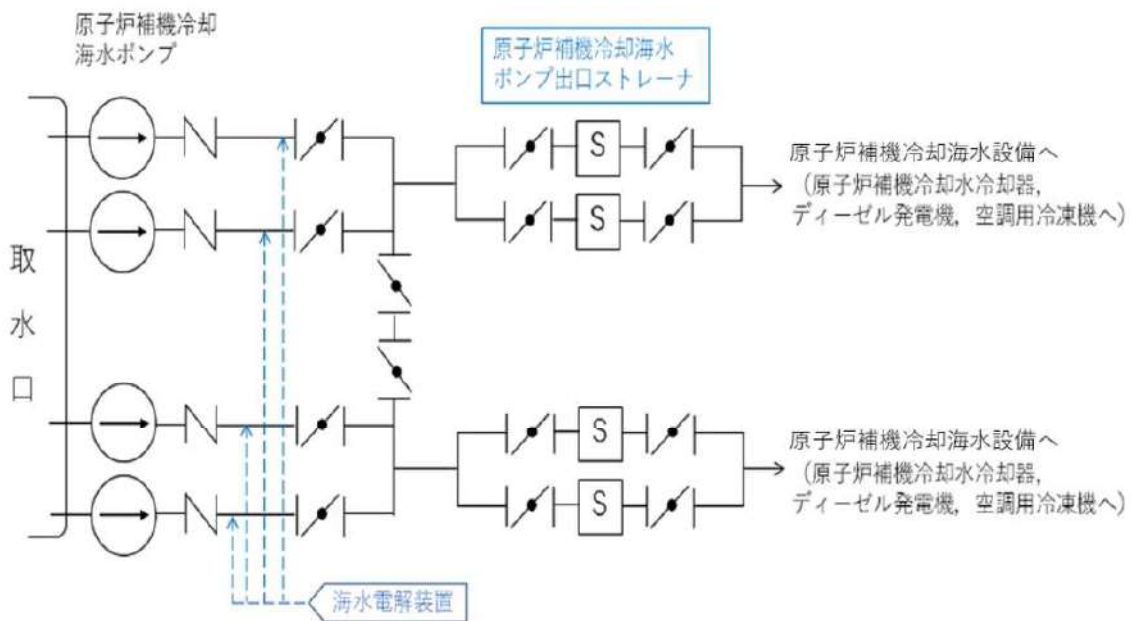 原子炉補機冷却
海水ポンプ
原子炉補機冷却海水
ポンプ出口ストレーナ
S
S
原子炉補機冷却海水設備へ
（原子炉補機冷却水冷却器,
ディーゼル発電機, 空調用冷凍機へ）
取
水
口
S
S
原子炉補機冷却海水設備へ
（原子炉補機冷却水冷却器,
ディーゼル発電機, 空調用冷凍機へ）
海水電解装置